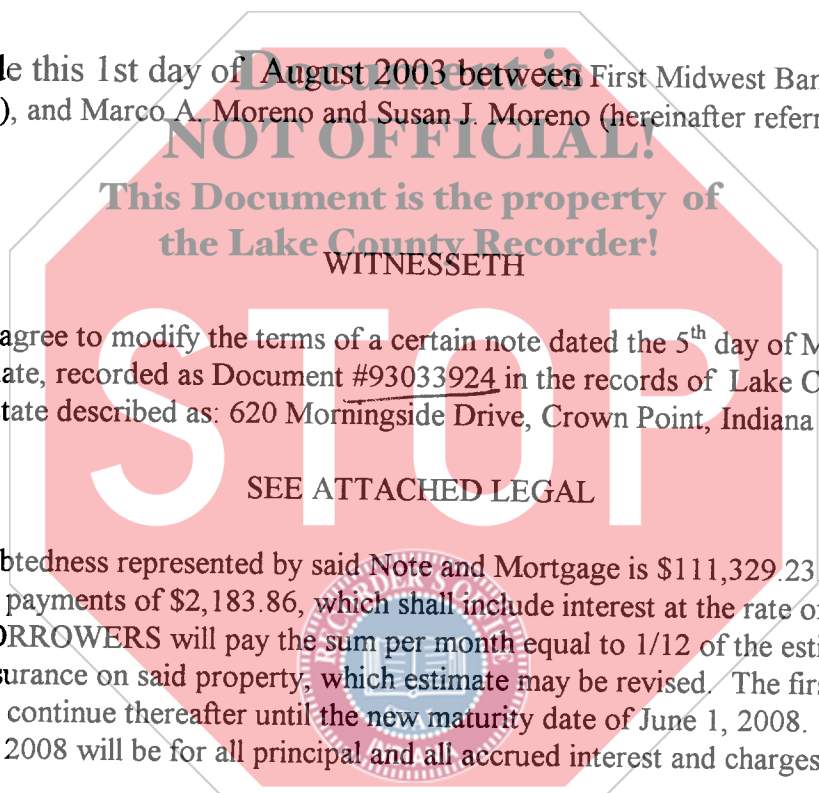 le this 1st day of August 2003 between First Midwest Ban
), and Marco A. Moreno and Susan J. Moreno (hereinafter referr
Document is
NOT OFFICIAL!
This Document is the property of
the Lake County Recorder!
WITNESSETH
agree to modify the terms of a certain note dated the 5th day of M
ate, recorded as Document #93033924 in the records of Lake C
tate described as: 620 Morningside Drive, Crown Point, Indiana
STOP
SEE ATTACHED LEGAL
btedness represented by said Note and Mortgage is $111,329.23
payments of $2,183.86, which shall include interest at the rate o
ORROWERS will pay the sum per month equal to 1/12 of the esti
surance on said property, which estimate may be revised. The firs
continue thereafter until the new maturity date of June 1, 2008.
2008 will be for all principal and all accrued interest and charges
RECORDER'S OFFICE